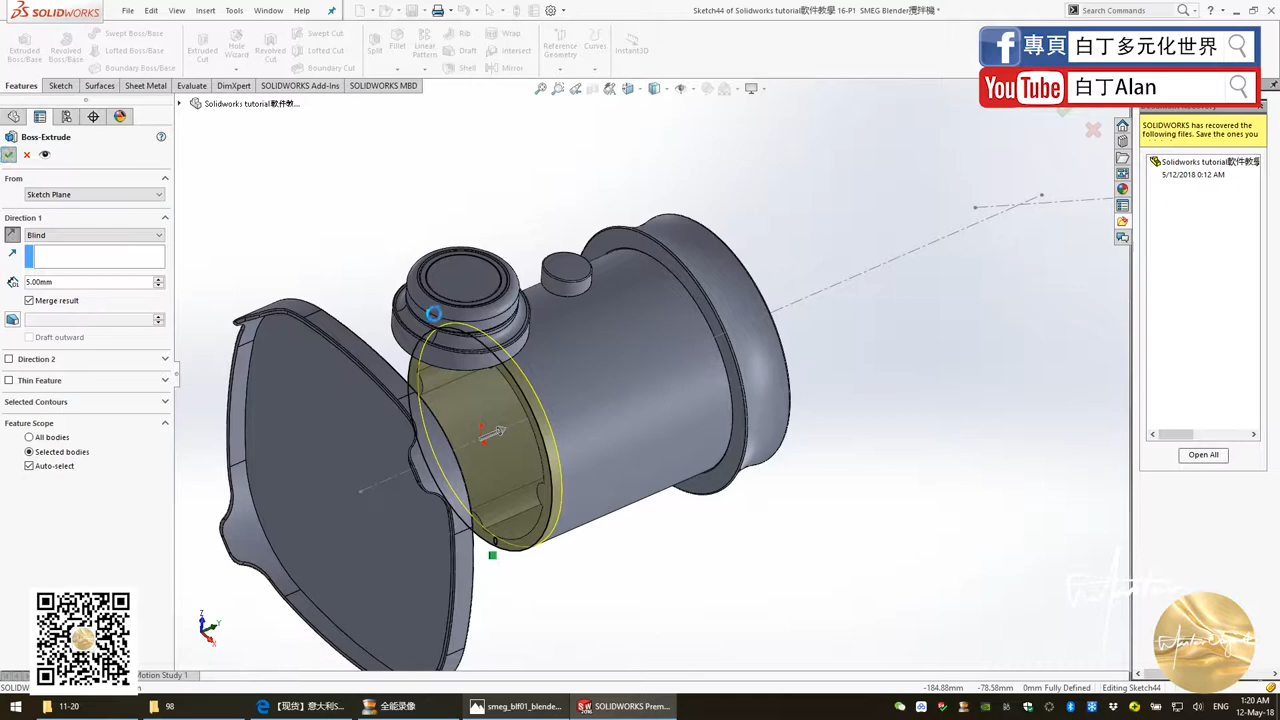 SOLIDWORKS
File Edit View Insert Tools Window Help
Sketch44 of Solidworks tutorial軟件教學 16-P1 SMEG Blender攪拌機 *
Search Commands
Extruded Boss/Base
Revolved Boss/Base
Swept Boss/Base
Lofted Boss/Base
Boundary Boss/Base
Extruded Cut
Hole Wizard
Revolved Cut
Swept Cut
Lofted Cut
Boundary Cut
Split
Fillet
Linear Pattern
Rib
Draft
Shell
Wrap
Intersect
Mirror
Reference Geometry
Curves
Instant3D
f 專頁 白丁多元化世界
YouTube 白丁Alan
Features Sketch Surfaces Sheet Metal Evaluate DimXpert SOLIDWORKS Add-Ins SOLIDWORKS MBD
Solidworks tutorial軟件教...
Boss-Extrude
From
Sketch Plane
Direction 1
Blind
5.00mm
Merge result
Draft outward
Direction 2
Thin Feature
Selected Contours
Feature Scope
All bodies
Selected bodies
Auto-select
SOLIDWORKS has recovered the
following files. Save the ones you
Solidworks tutorial軟件教學
5/12/2018 0:12 AM
Open All
Z
Y
X
Motion Study 1
-184.88mm -78.58mm 0mm Fully Defined Editing Sketch44
11-20
98
【现货】意大利S...
全能录像
smeg_blf01_blende...
SOLIDWORKS Prem...
1:20 AM
12-May-18